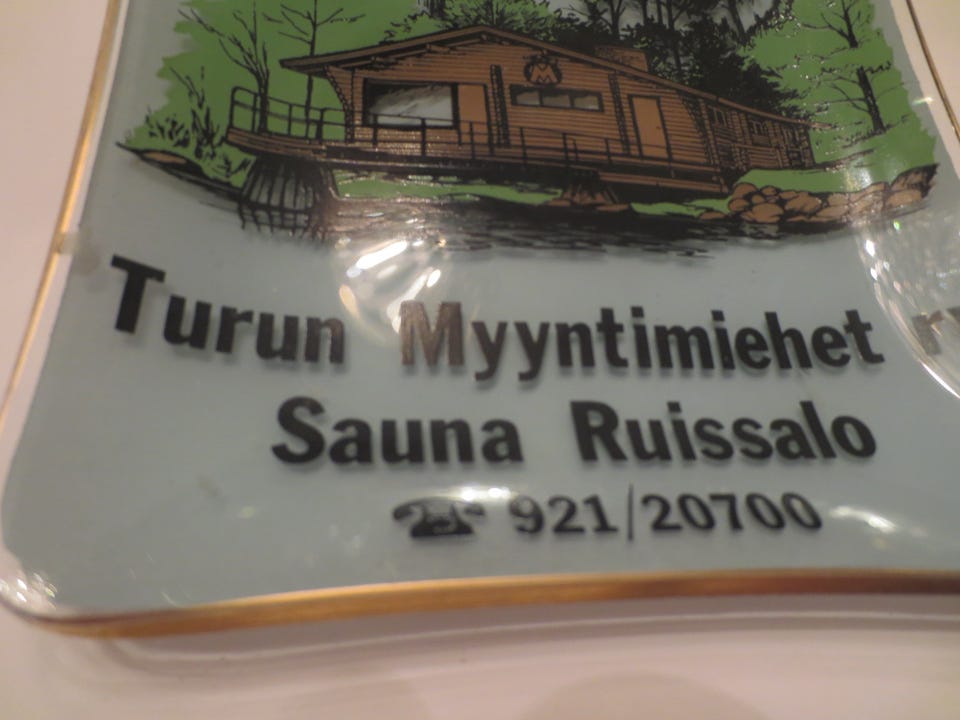 M
Turun Myyntimiehet
Sauna Ruissalo
☎ 921/20700